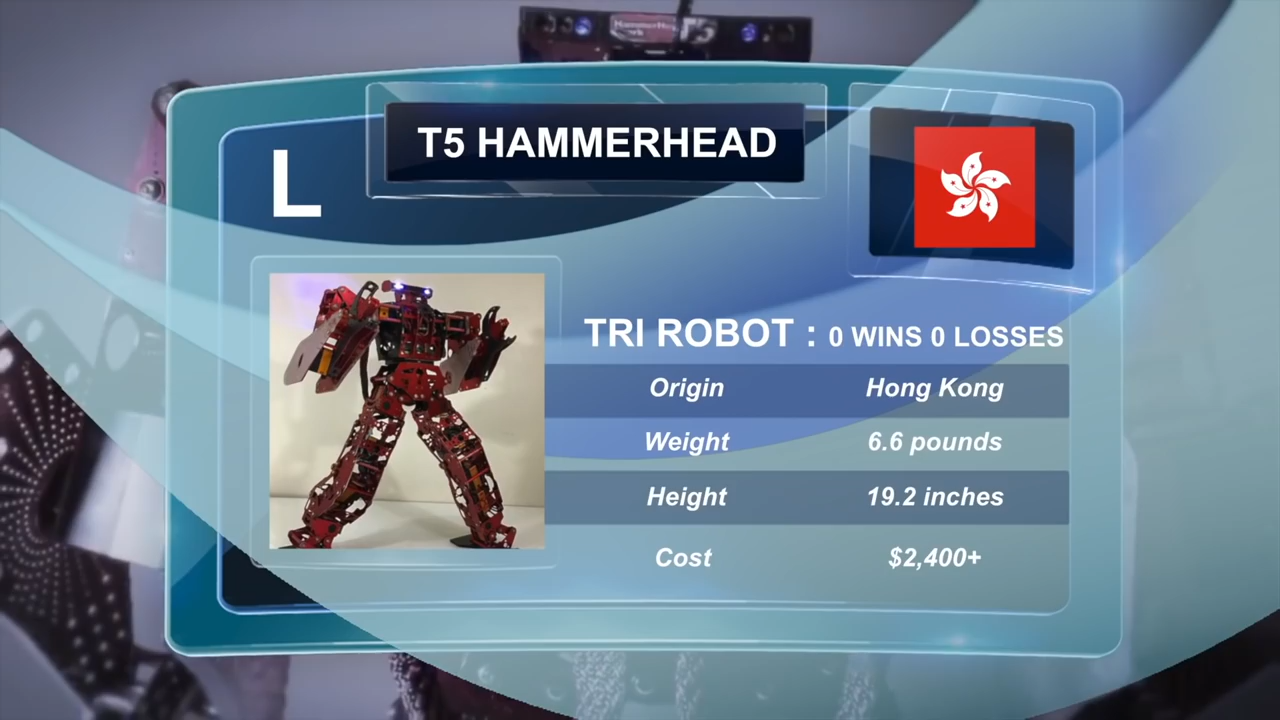 L
T5 HAMMERHEAD
TRI ROBOT : 0 WINS 0 LOSSES
Origin Hong Kong
Weight 6.6 pounds
Height 19.2 inches
Cost $2,400+